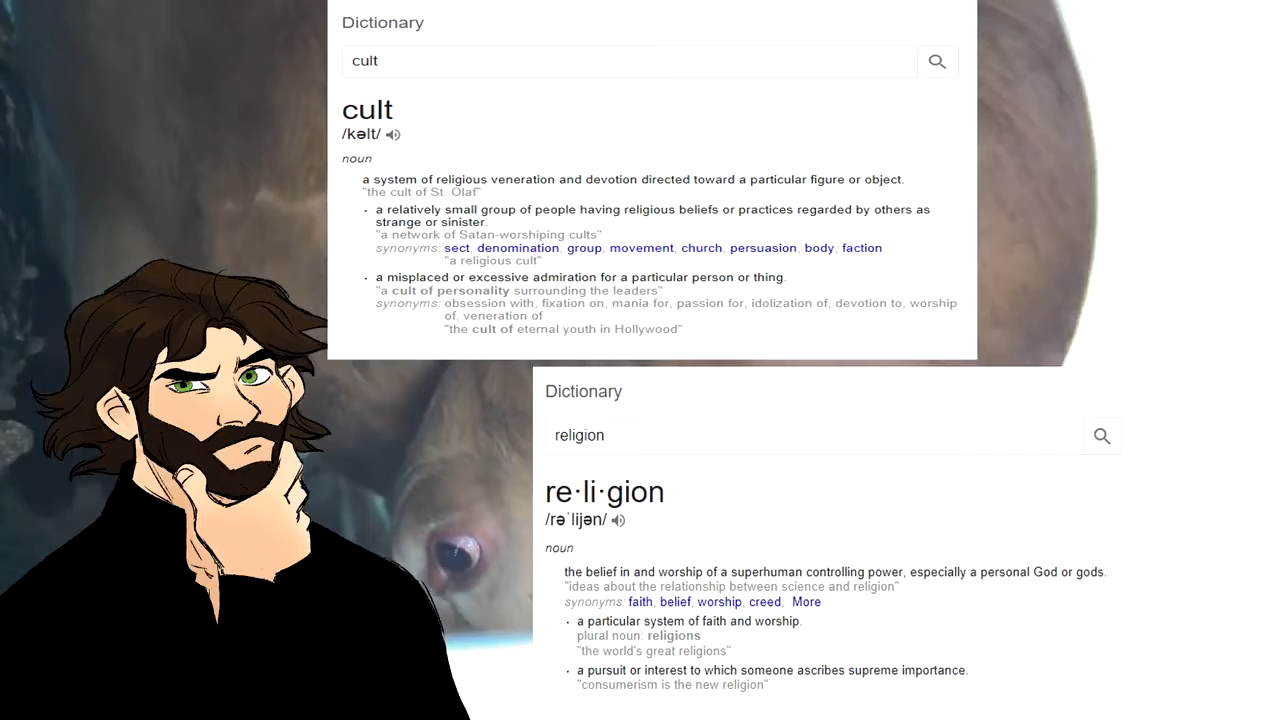 Dictionary
cult
cult
/kəlt/
noun
a system of religious veneration and devotion directed toward a particular figure or object.
"the cult of St. Olaf"
· a relatively small group of people having religious beliefs or practices regarded by others as
strange or sinister.
"a network of Satan-worshiping cults"
synonyms: sect, denomination, group, movement, church, persuasion, body, faction
"a religious cult"
· a misplaced or excessive admiration for a particular person or thing.
"a cult of personality surrounding the leaders"
synonyms: obsession with, fixation on, mania for, passion for, idolization of, devotion to, worship
of, veneration of
"the cult of eternal youth in Hollywood"
Dictionary
religion
re·li·gion
/rəˈlijən/
noun
the belief in and worship of a superhuman controlling power, especially a personal God or gods.
"ideas about the relationship between science and religion"
synonyms: faith, belief, worship, creed, More
· a particular system of faith and worship.
plural noun: religions
"the world's great religions"
· a pursuit or interest to which someone ascribes supreme importance.
"consumerism is the new religion"